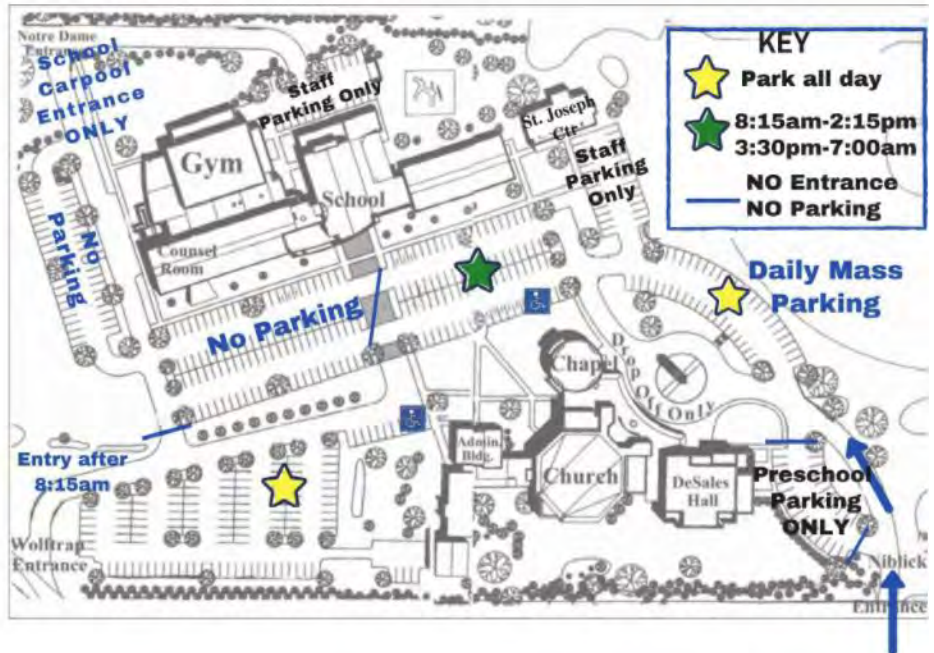 Notre Dame
Entrance
School
Carpool
Entrance
ONLY
Staff
Parking Only
Gym
School
Counsel
Room
St. Joseph
Ctr
Staff
Parking
Only
KEY
Park all day
8:15am-2:15pm
3:30pm-7:00am
NO Entrance
NO Parking
No
Parking
No Parking
Daily Mass
Parking
Chapel
Drop
Off Only
Admin.
Bldg.
Church
DeSales
Hall
Preschool
Parking
ONLY
Entry after
8:15am
Wolftrap
Entrance
Niblick
Entrance